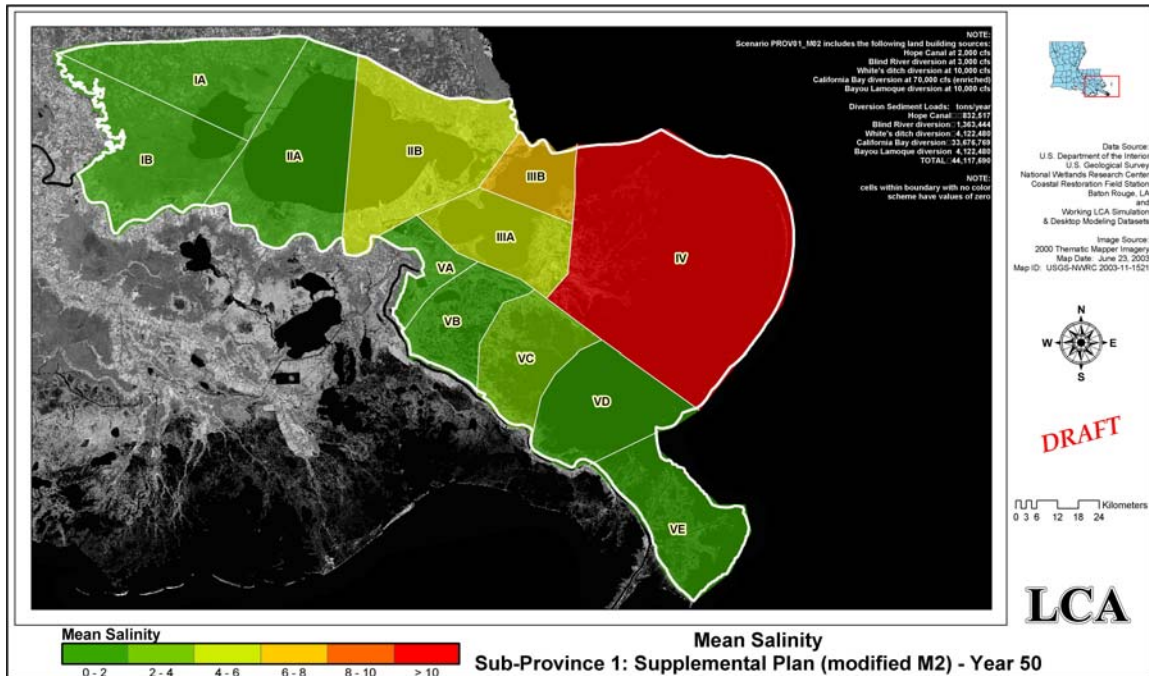 NOTE:
Scenario PROV01_M02 includes the following land building sources:
Hope Canal at 2,000 cfs
Blind River diversion at 3,000 cfs
White's ditch diversion at 10,000 cfs
California Bay diversion at 70,000 cfs (enriched)
Bayou Lamoque diversion at 10,000 cfs
Diversion Sediment Loads: tons/year
Hope Canal□□832,517
Blind River diversion□1,363,444
White's ditch diversion□4,122,480
California Bay diversion□33,676,769
Bayou Lamoque diversion 4,122,480
TOTAL□44,117,690
NOTE:
cells within boundary with no color
scheme have values of zero
IA
IB
IIA
IIB
IIIB
IIIA
IV
VA
VB
VC
VD
VE
Data Source:
U.S. Department of the Interior
U.S. Geological Survey
National Wetlands Research Center
Coastal Restoration Field Station
Baton Rouge, LA
and
Working LCA Simulation
& Desktop Modeling Datasets
Image Source:
2000 Thematic Mapper Imagery
Map Date: June 23, 2003
Map ID: USGS-NWRC 2003-11-1521
N
W E
S
DRAFT
Kilometers
0 3 6 12 18 24
LCA
Mean Salinity
0 - 2 2 - 4 4 - 6 6 - 8 8 - 10 > 10
Mean Salinity
Sub-Province 1: Supplemental Plan (modified M2) - Year 50